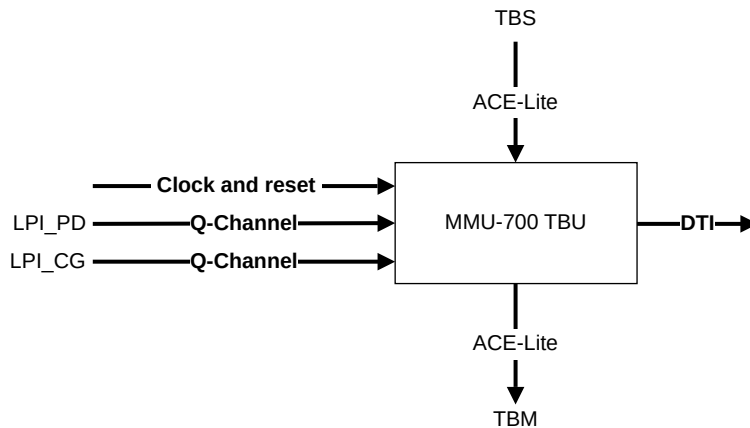 TBS
ACE-Lite
Clock and reset
LPI_PD
Q-Channel
MMU-700 TBU
DTI
LPI_CG
Q-Channel
ACE-Lite
TBM